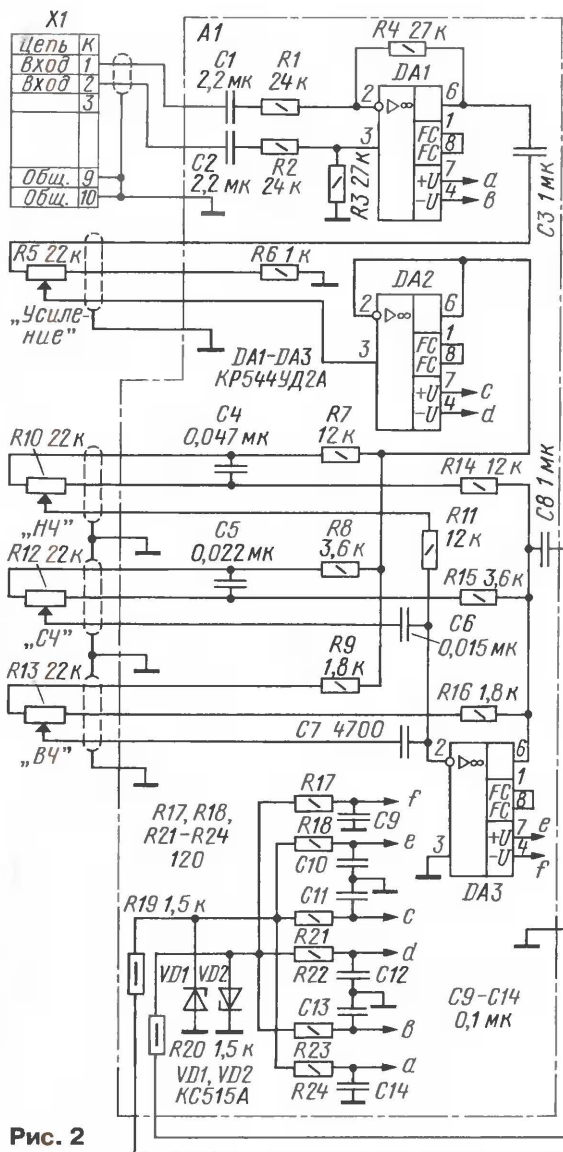 X1
Цепь К
Вход 1
Вход 2
3
Общ. 9
Общ. 10
A1
C1
2,2 мк
R1
24 к
R4 27 к
DA1
2
▷∞
6
1
FC
FC 8
7
+U
-U
4
a
b
3
C2
2,2 мк
R2
24 к
R3 27 к
C3 1 мк
R5 22 к
R6 1 к
„Усиле-
ние"
DA2
2
▷∞
6
3
1
FC
FC 8
7
+U
-U
4
c
d
DA1-DA3
КР544УД2А
C4
0,047 мк
R7
12 к
R10 22 к
R14 12 к
„НЧ"
R11
12 к
C8 1 мк
C5
0,022 мк
R8
3,6 к
R12 22 к
R15 3,6 к
„СЧ"
C6
0,015 мк
R9
1,8 к
R13 22 к
R16 1,8 к
„ВЧ"
C7 4700
2
▷∞
6
1
FC
FC 8
7
+U
-U
4
e
f
3
DA3
R17, R18,
R21-R24
120
R17
f
C9
R18
e
C10
C11
c
R19 1,5 к
R21
d
R22
C12
VD1 VD2
C13
b
R23
a
R24
C14
R20 1,5 к
VD1, VD2
КС515А
C9-C14
0,1 мк
Рис. 2